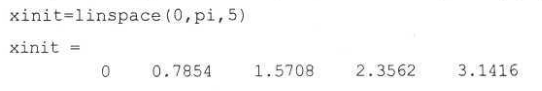 xinit=linspace(0,pi,5)
xinit =
0 0.7854 1.5708 2.3562 3.1416